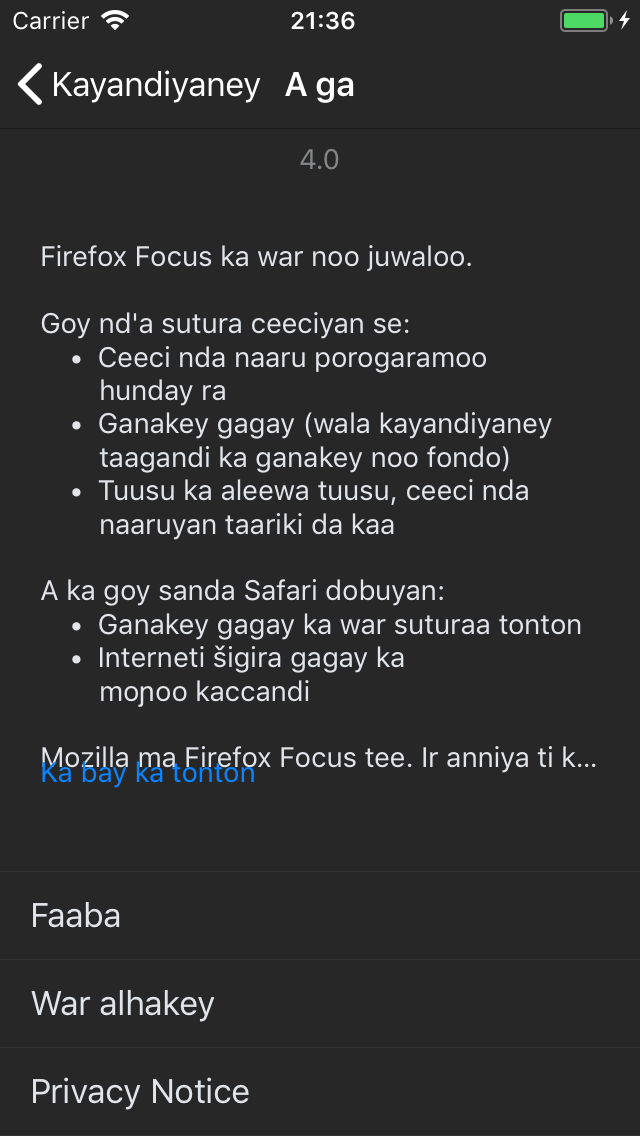 Carrier 21:36
Kayandiyaney A ga
4.0
Firefox Focus ka war noo juwaloo.
Goy nd'a sutura ceeciyan se:
• Ceeci nda naaru porogaramoo
hunday ra
• Ganakey gagay (wala kayandiyaney
taagandi ka ganakey noo fondo)
• Tuusu ka aleewa tuusu, ceeci nda
naaruyan taariki da kaa
A ka goy sanda Safari dobuyan:
• Ganakey gagay ka war suturaa tonton
• Interneti šigira gagay ka
moɲoo kaccandi
Mozilla ma Firefox Focus tee. Ir anniya ti k...
Ka bay ka tonton
Faaba
War alhakey
Privacy Notice